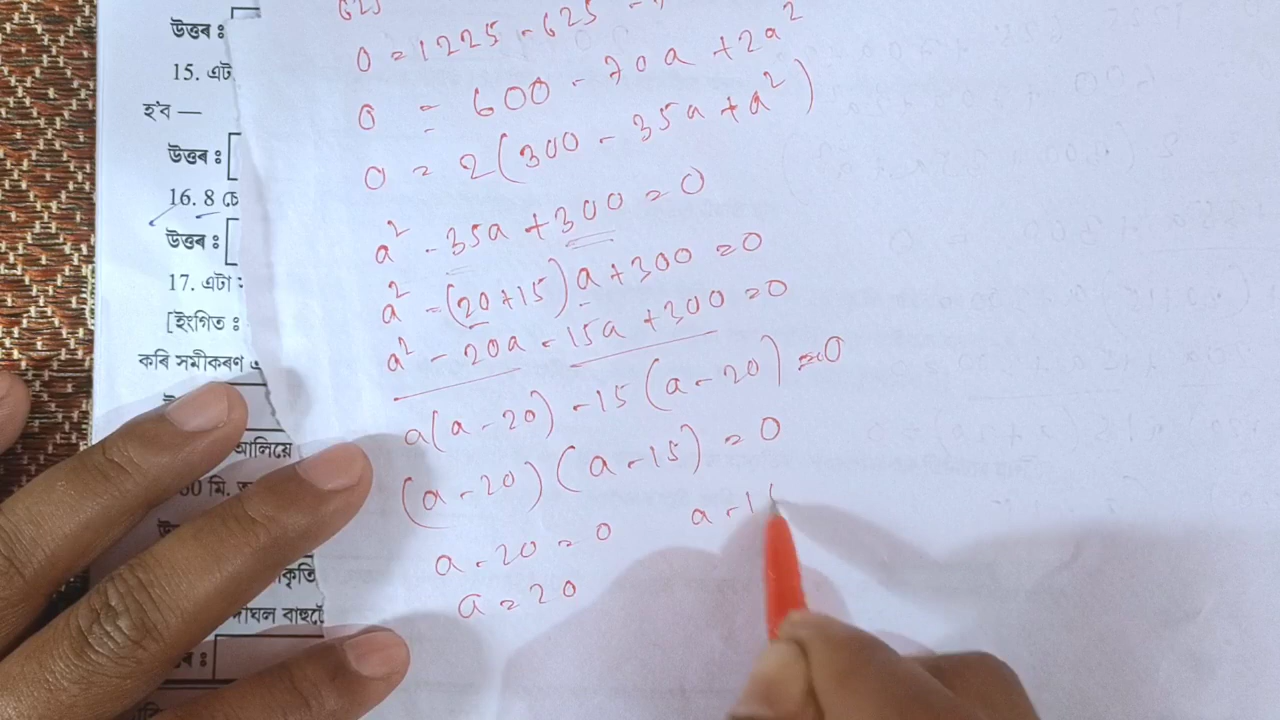 উত্তৰ :
15. এটা
হ'ব —
উত্তৰ :
16. 8
উত্তৰ :
17. এটা
[ইংগিত :
কৰি সমীকৰণ
625
0 = 1225 - 625 -
0 = 600 - 70a + 2a²
0 = 2(300 - 35a + a²)
a² - 35a + 300 = 0
a² - (20+15)a + 300 = 0
a² - 20a - 15a + 300 = 0
a(a - 20) - 15(a - 20) = 0
(a - 20)(a - 15) = 0
a - 20 = 0 a - 1
a = 20